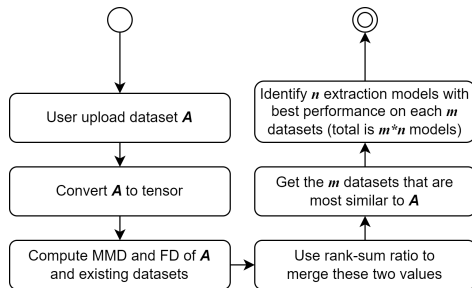 User upload dataset A
Convert A to tensor
Compute MMD and FD of A
and existing datasets
Use rank-sum ratio to
merge these two values
Get the m datasets that are
most similar to A
Identify n extraction models with
best performance on each m
datasets (total is m*n models)